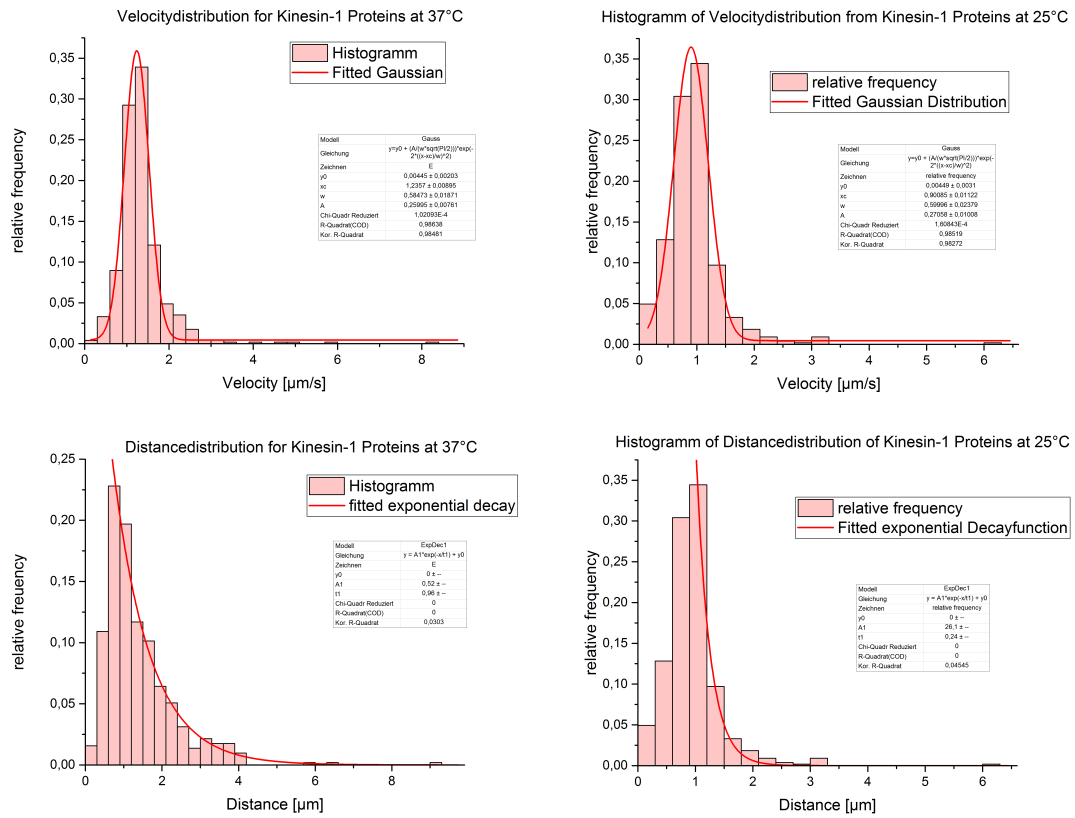 Velocitydistribution for Kinesin-1 Proteins at 37°C
0,35
0,30
0,25
0,20
0,15
0,10
0,05
0,00
relative frequency
Histogramm
Fitted Gaussian
Modell Gauss
Gleichung y=y0 + (A/(w*sqrt(PI/2)))*exp(-
2*((x-xc)/w)^2)
Zeichnen E
y0 0,00445 ± 0,00203
xc 1,2357 ± 0,00895
w 0,58473 ± 0,01871
A 0,25995 ± 0,00761
Chi-Quadr Reduziert 1,02093E-4
R-Quadrat(COD) 0,98638
Kor. R-Quadrat 0,98481
0 2 4 6 8
Velocity [µm/s]
Histogramm of Velocitydistribution from Kinesin-1 Proteins at 25°C
0,35
0,30
0,25
0,20
0,15
0,10
0,05
0,00
relative frequency
relative frequency
Fitted Gaussian Distribution
Modell Gauss
Gleichung y=y0 + (A/(w*sqrt(PI/2)))*exp(-
2*((x-xc)/w)^2)
Zeichnen relative frequency
y0 0,00449 ± 0,0031
xc 0,90085 ± 0,01122
w 0,59996 ± 0,02379
A 0,27058 ± 0,01008
Chi-Quadr Reduziert 1,60843E-4
R-Quadrat(COD) 0,98519
Kor. R-Quadrat 0,98272
0 1 2 3 4 5 6
Velocity [µm/s]
Distancedistribution for Kinesin-1 Proteins at 37°C
0,25
0,20
0,15
0,10
0,05
0,00
relative frequency
Histogramm
fitted exponential decay
Modell ExpDec1
Gleichung y = A1*exp(-x/t1) + y0
Zeichnen E
y0 0 ± --
A1 0,52 ± --
t1 0,96 ± --
Chi-Quadr Reduziert 0
R-Quadrat(COD) 0
Kor. R-Quadrat 0,0303
0 2 4 6 8
Distance [µm]
Histogramm of Distancedistribution of Kinesin-1 Proteins at 25°C
0,35
0,30
0,25
0,20
0,15
0,10
0,05
0,00
relative frequency
relative frequency
Fitted exponential Decayfunction
Modell ExpDec1
Gleichung y = A1*exp(-x/t1) + y0
Zeichnen relative frequency
y0 0 ± --
A1 26,1 ± --
t1 0,24 ± --
Chi-Quadr Reduziert 0
R-Quadrat(COD) 0
Kor. R-Quadrat 0,04545
0 1 2 3 4 5 6
Distance [µm]